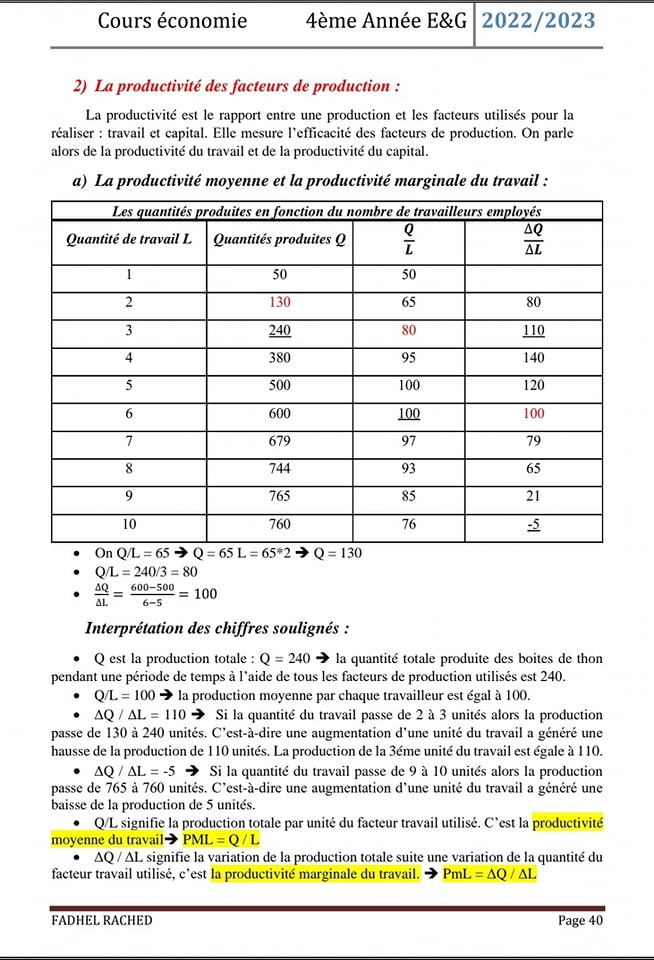 Cours économie 4ème Année E&G 2022/2023
2) La productivité des facteurs de production :
La productivité est le rapport entre une production et les facteurs utilisés pour la
réaliser : travail et capital. Elle mesure l'efficacité des facteurs de production. On parle
alors de la productivité du travail et de la productivité du capital.
a) La productivité moyenne et la productivité marginale du travail :
Les quantités produites en fonction du nombre de travailleurs employés
Quantité de travail L Quantités produites Q Q/L ΔQ/ΔL
1 50 50
2 130 65 80
3 240 80 110
4 380 95 140
5 500 100 120
6 600 100 100
7 679 97 79
8 744 93 65
9 765 85 21
10 760 76 -5
• On Q/L = 65 ➔ Q = 65 L = 65*2 ➔ Q = 130
• Q/L = 240/3 = 80
• ΔQ/ΔL = 600−500/6−5 = 100
Interprétation des chiffres soulignés :
• Q est la production totale : Q = 240 ➔ la quantité totale produite des boites de thon
pendant une période de temps à l'aide de tous les facteurs de production utilisés est 240.
• Q/L = 100 ➔ la production moyenne par chaque travailleur est égal à 100.
• ΔQ / ΔL = 110 ➔ Si la quantité du travail passe de 2 à 3 unités alors la production
passe de 130 à 240 unités. C'est-à-dire une augmentation d'une unité du travail a généré une
hausse de la production de 110 unités. La production de la 3éme unité du travail est égale à 110.
• ΔQ / ΔL = -5 ➔ Si la quantité du travail passe de 9 à 10 unités alors la production
passe de 765 à 760 unités. C'est-à-dire une augmentation d'une unité du travail a généré une
baisse de la production de 5 unités.
• Q/L signifie la production totale par unité du facteur travail utilisé. C'est la productivité
moyenne du travail➔ PML = Q / L
• ΔQ / ΔL signifie la variation de la production totale suite une variation de la quantité du
facteur travail utilisé, c'est la productivité marginale du travail. ➔ PmL = ΔQ / ΔL
FADHEL RACHED Page 40